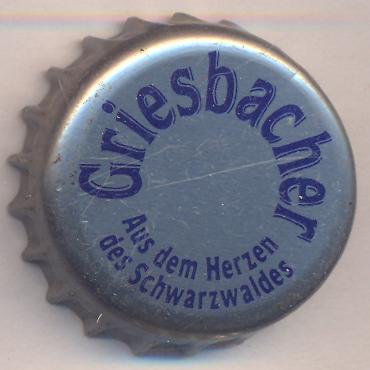 Griesbacher
Aus dem Herzen
des Schwarzwaldes